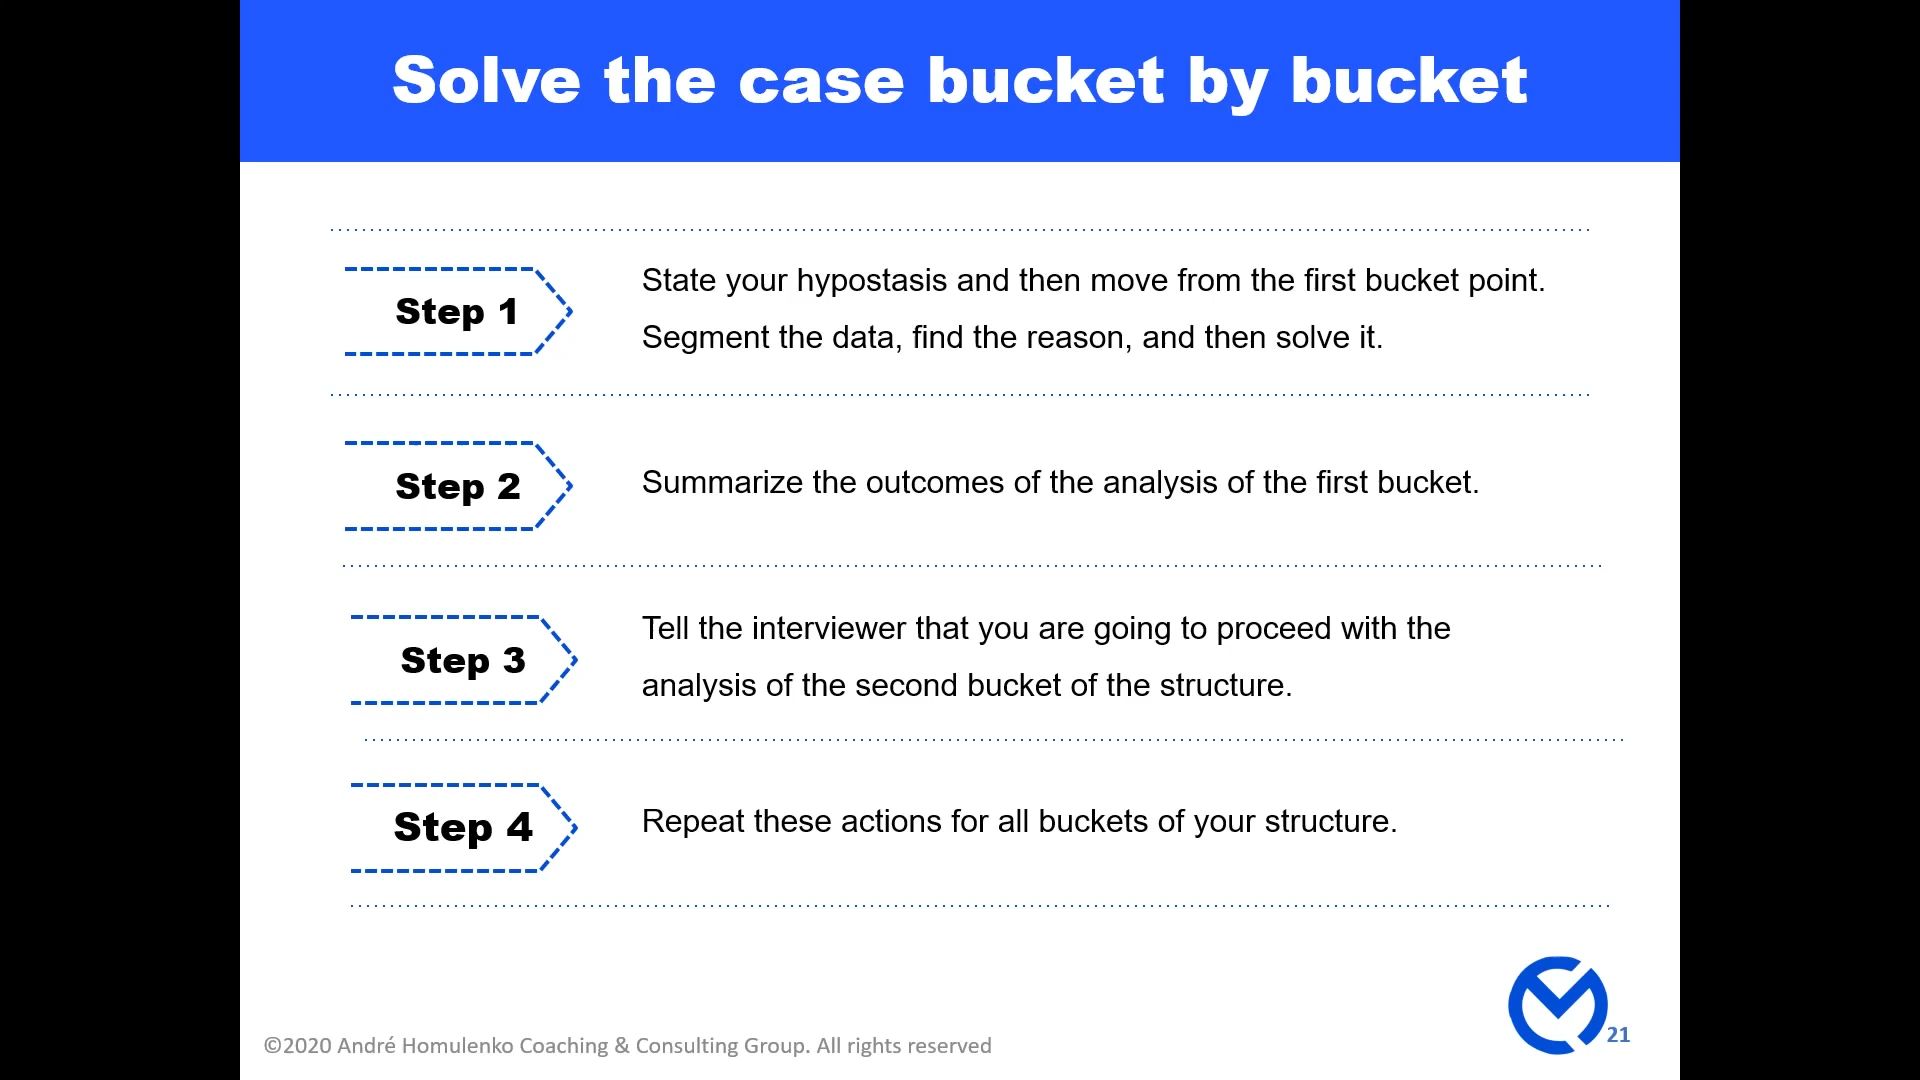 Solve the case bucket by bucket
Step 1
State your hypostasis and then move from the first bucket point.
Segment the data, find the reason, and then solve it.
Step 2
Summarize the outcomes of the analysis of the first bucket.
Step 3
Tell the interviewer that you are going to proceed with the
analysis of the second bucket of the structure.
Step 4
Repeat these actions for all buckets of your structure.
©2020 André Homulenko Coaching & Consulting Group. All rights reserved
21